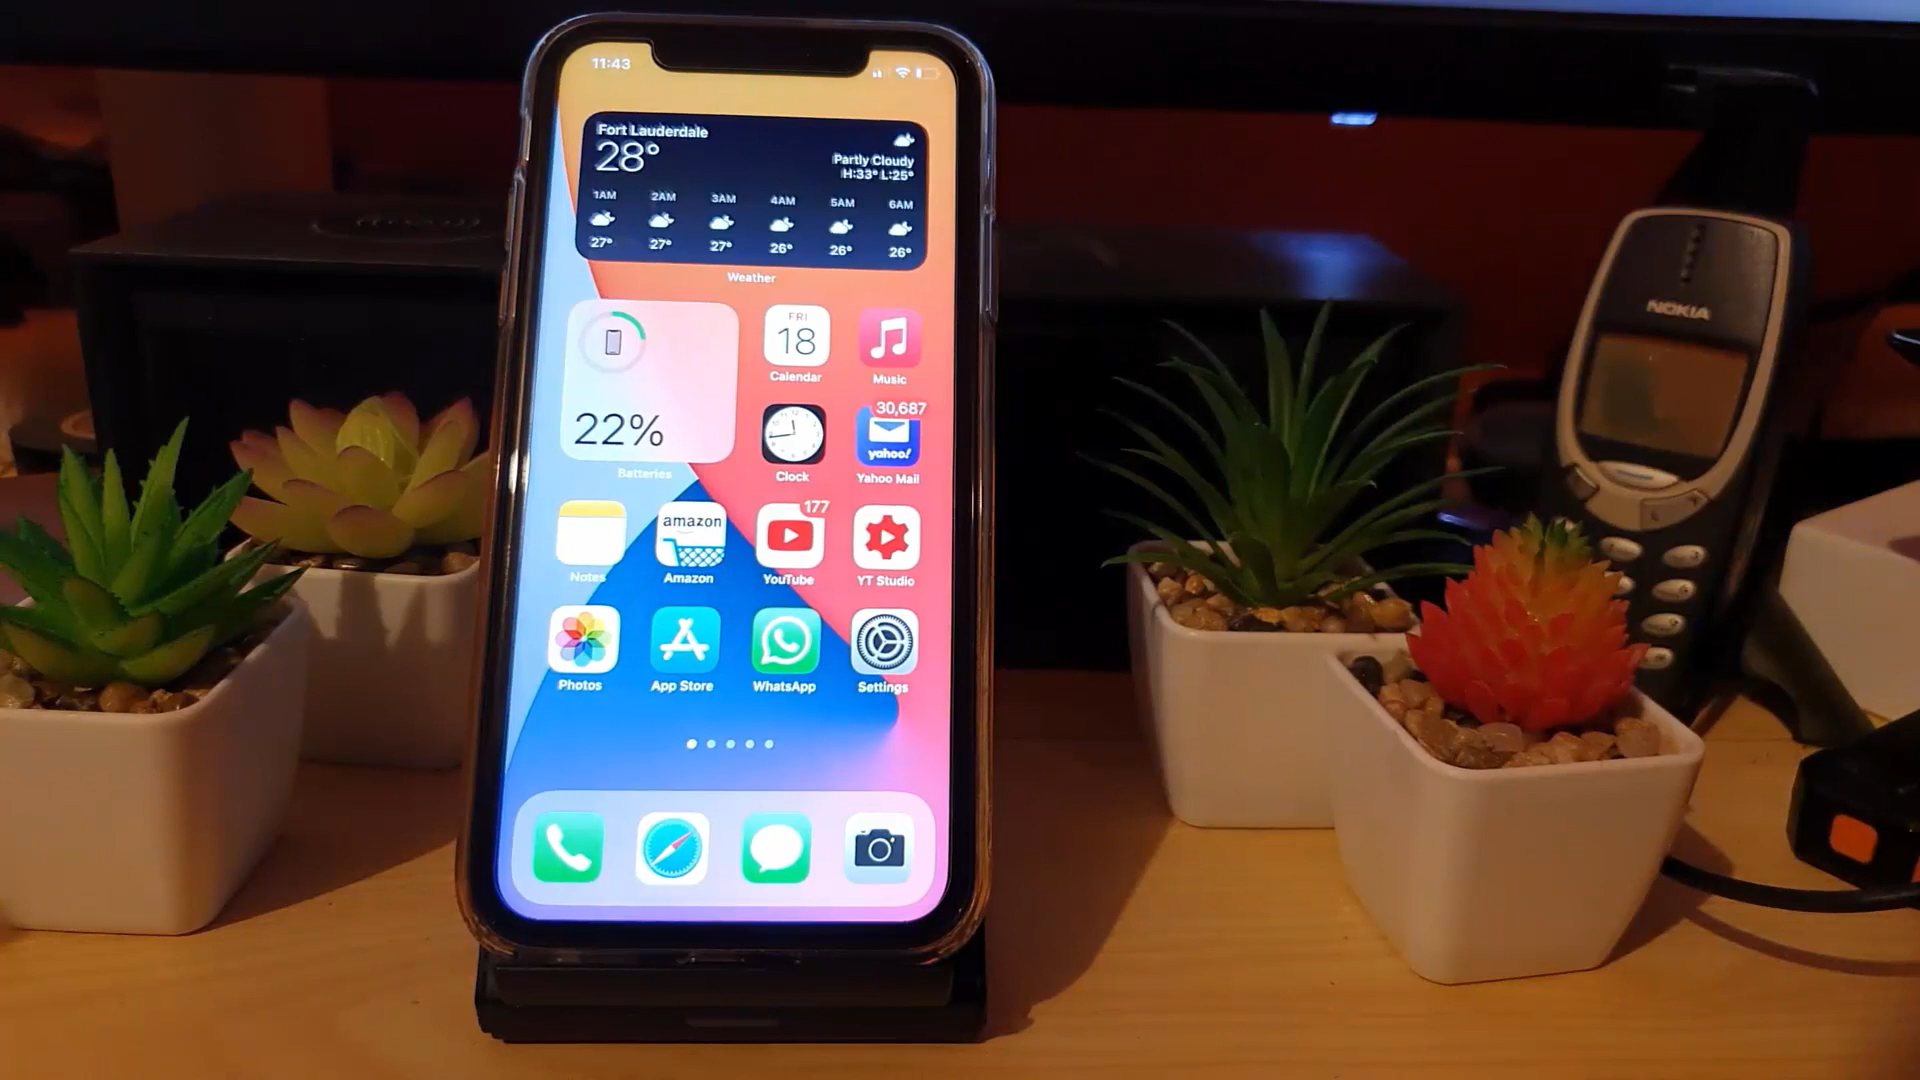 11:43
Fort Lauderdale
28°
Partly Cloudy
H:33° L:25°
1AM 2AM 3AM 4AM 5AM 6AM
27° 27° 27° 26° 26° 26°
Weather
FRI
18
Calendar
Music
22%
Batteries
Clock
30,687
yahoo!
Yahoo Mail
Notes
amazon
Amazon
177
YouTube
YT Studio
Photos
App Store
WhatsApp
Settings
NOKIA